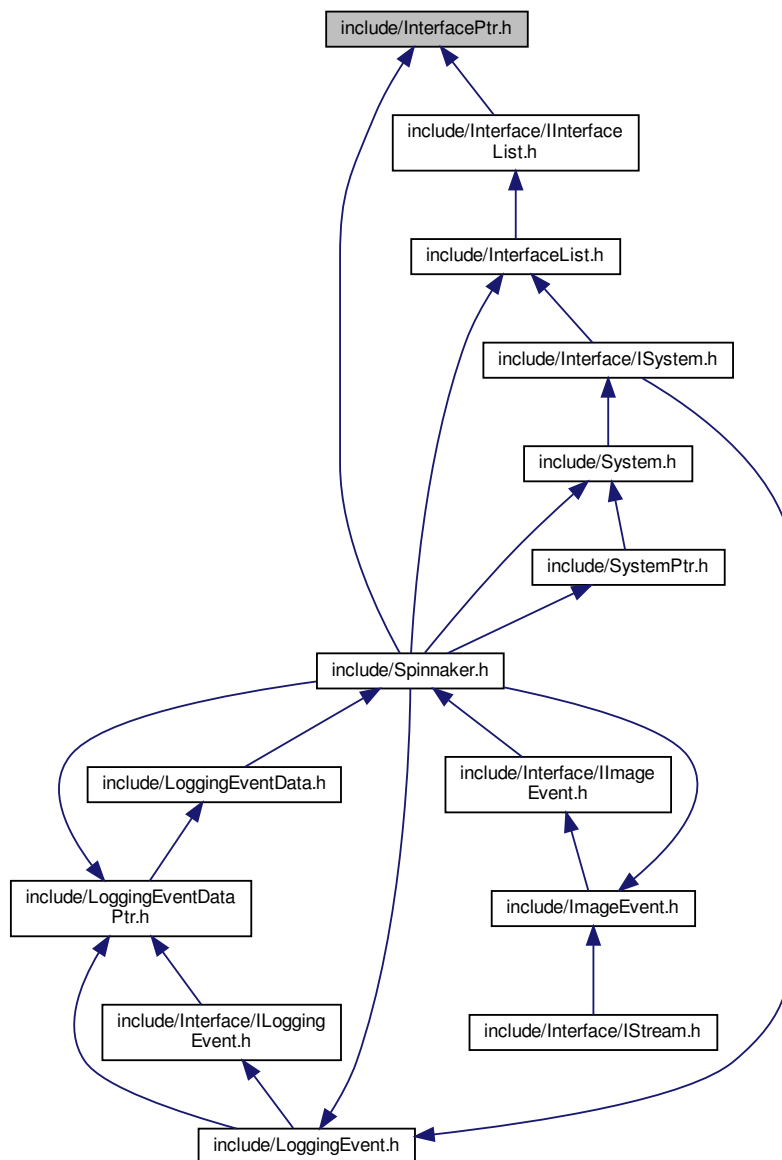 include/InterfacePtr.h
include/Interface/IInterface
List.h
include/InterfaceList.h
include/Interface/ISystem.h
include/System.h
include/SystemPtr.h
include/Spinnaker.h
include/LoggingEventData.h
include/Interface/IImage
Event.h
include/LoggingEventData
Ptr.h
include/ImageEvent.h
include/Interface/ILogging
Event.h
include/Interface/IStream.h
include/LoggingEvent.h